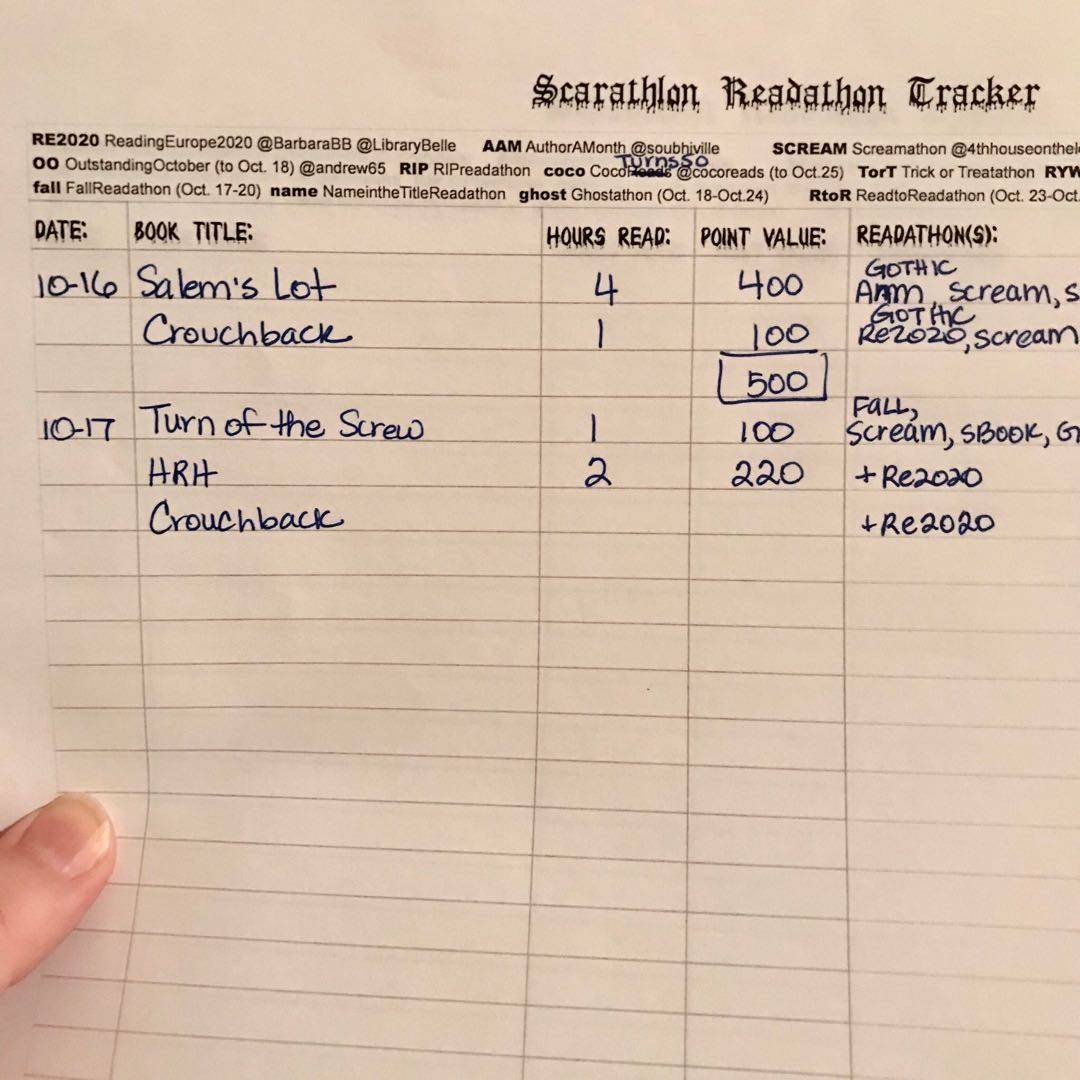 Scarathlon Readathon Tracker
RE2020 ReadingEurope2020 @BarbaraBB @LibraryBelle AAM AuthorAMonth @soubhiville SCREAM Screamathon @4thhouseonthel
Turns50
OO OutstandingOctober (to Oct. 18) @andrew65 RIP RIPreadathon coco CocoReads @cocoreads (to Oct.25) TorT Trick or Treatathon RYW
fall FallReadathon (Oct. 17-20) name NameintheTitleReadathon ghost Ghostathon (Oct. 18-Oct.24) RtoR ReadtoReadathon (Oct. 23-Oct.
DATE: BOOK TITLE: HOURS READ: POINT VALUE: READATHON(S):
GOTHIC
10-16 Salem's Lot 4 400 AAM, Scream, S
GOTHIC
Crouchback 1 100 Re2020, Scream
500
FALL,
10-17 Turn of the Screw 1 100 Scream, SBOOK, G
HRH 2 220 + Re2020
Crouchback + Re2020